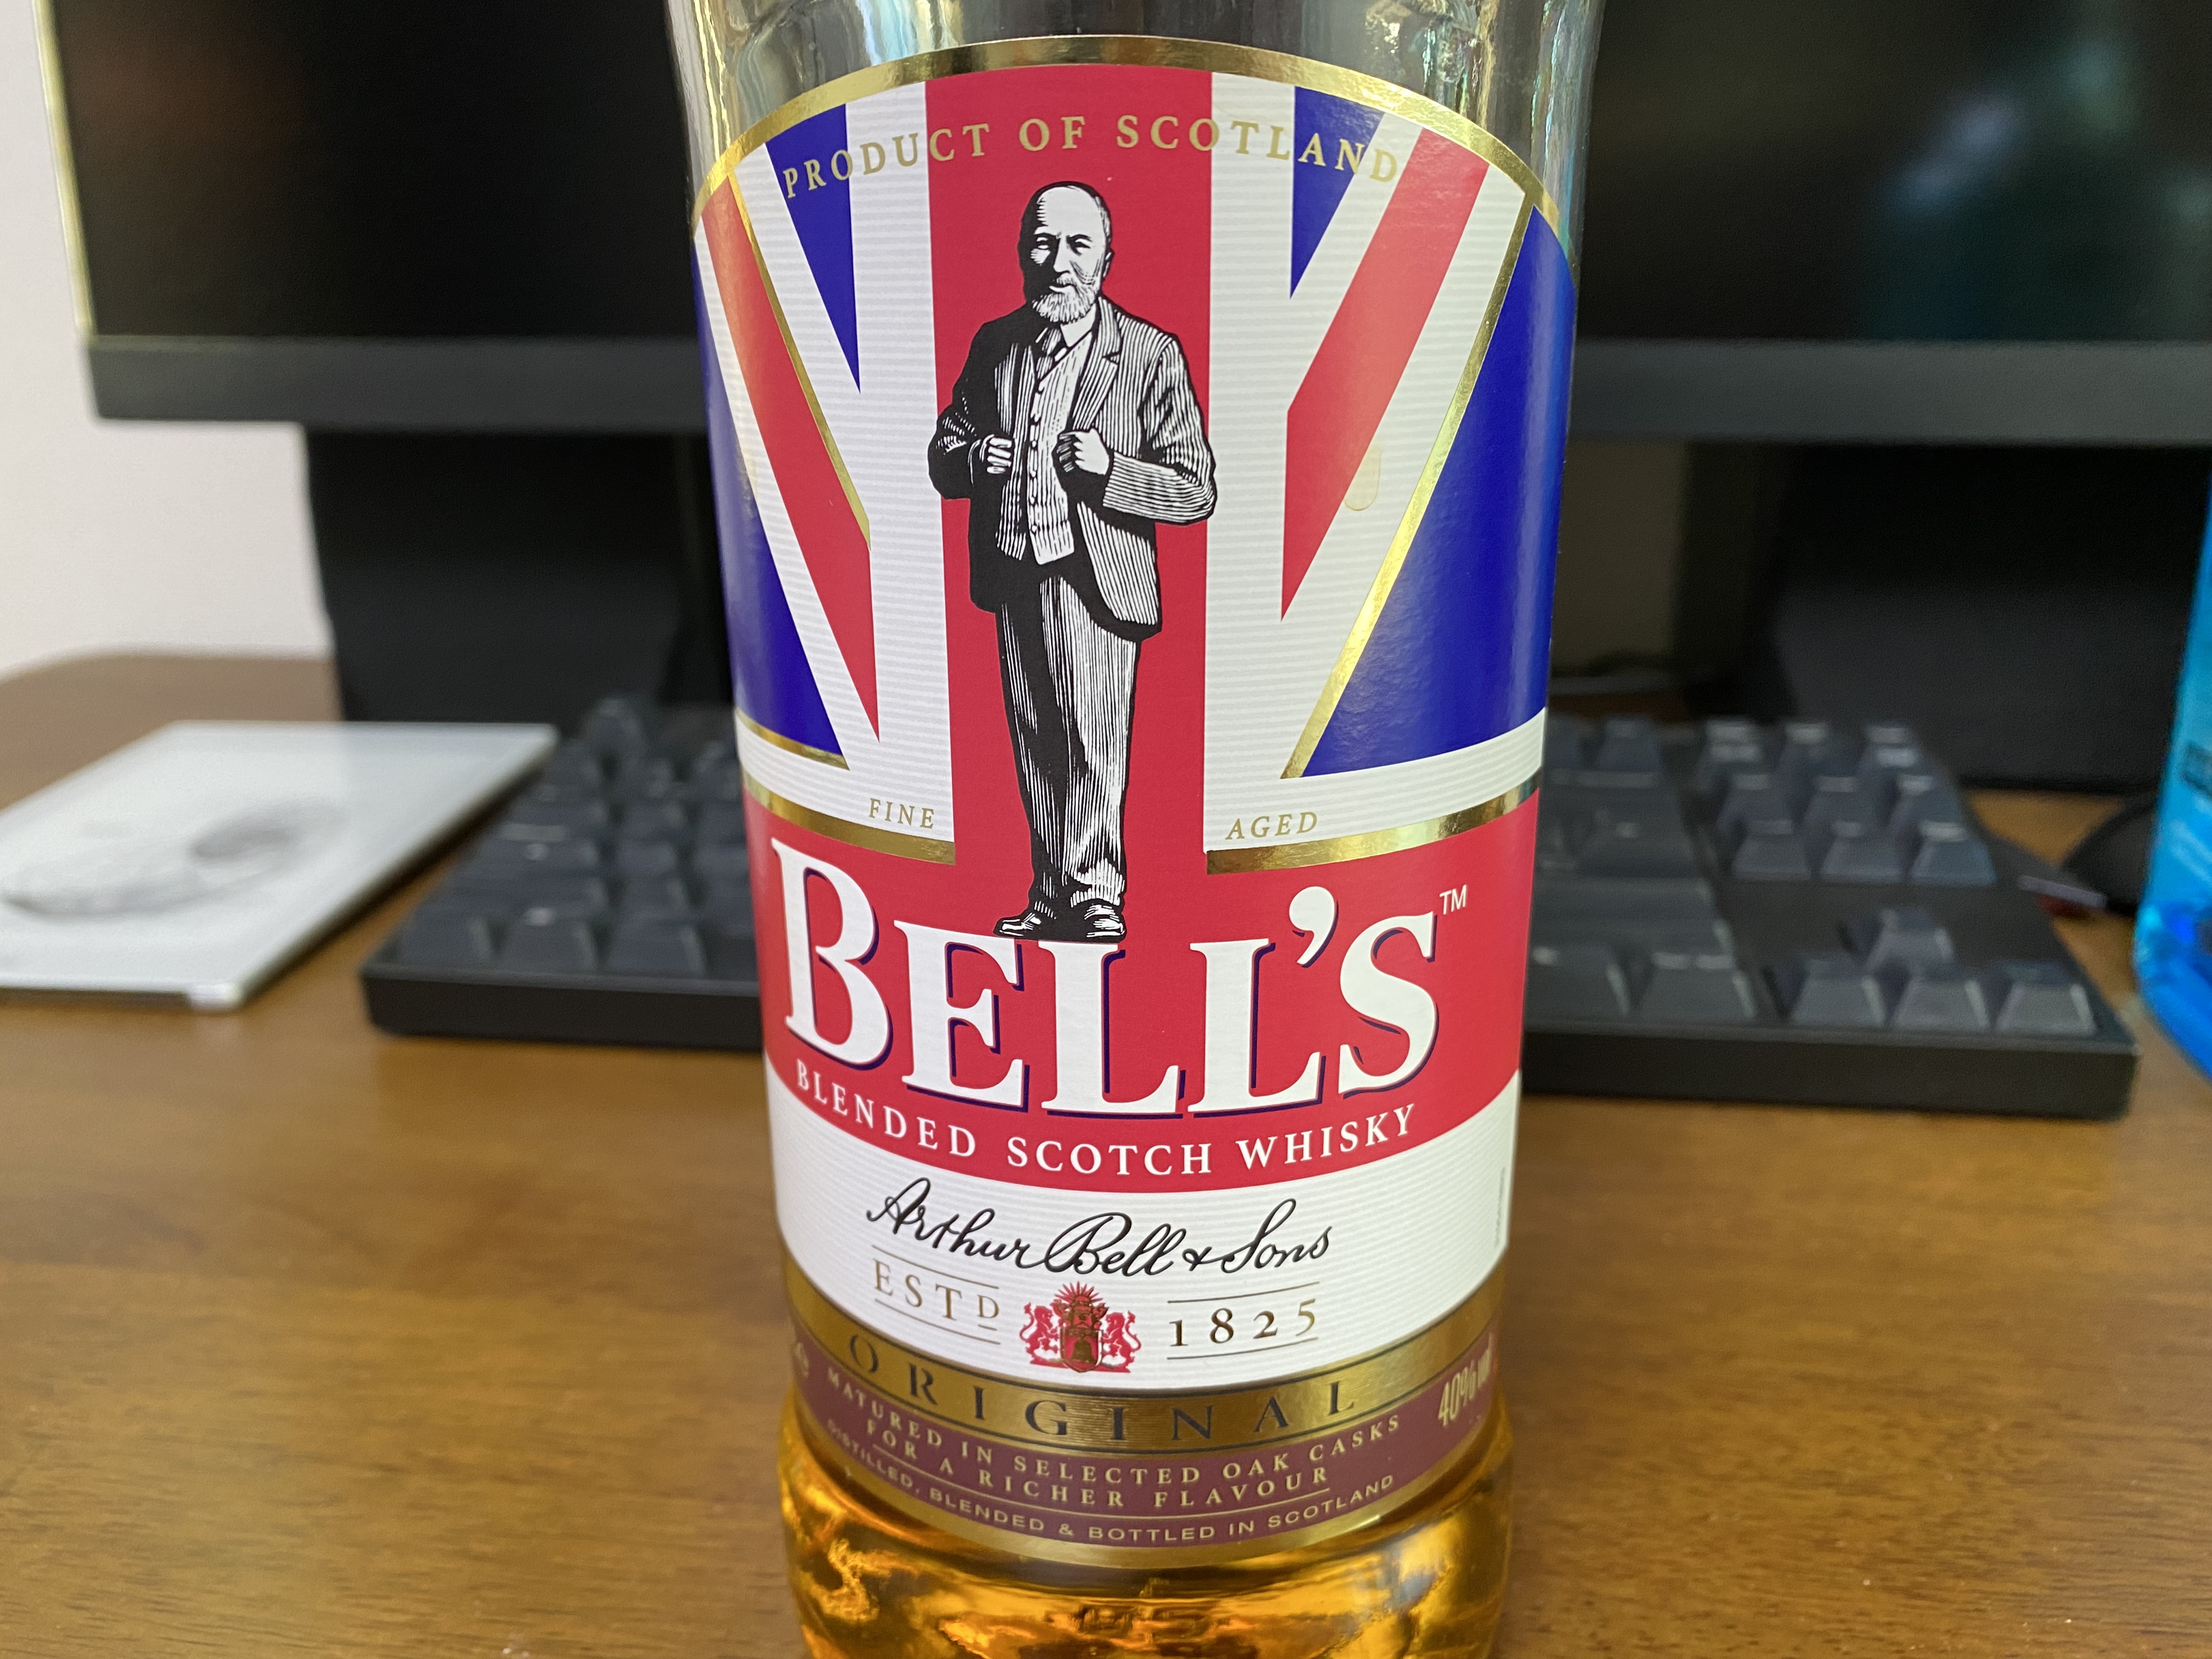 PRODUCT OF SCOTLAND
FINE AGED
BELL'S™
BLENDED SCOTCH WHISKY
Arthur Bell & Sons
ESTD 1825
ORIGINAL
MATURED IN SELECTED OAK CASKS
FOR A RICHER FLAVOUR
DISTILLED, BLENDED & BOTTLED IN SCOTLAND
40% vol